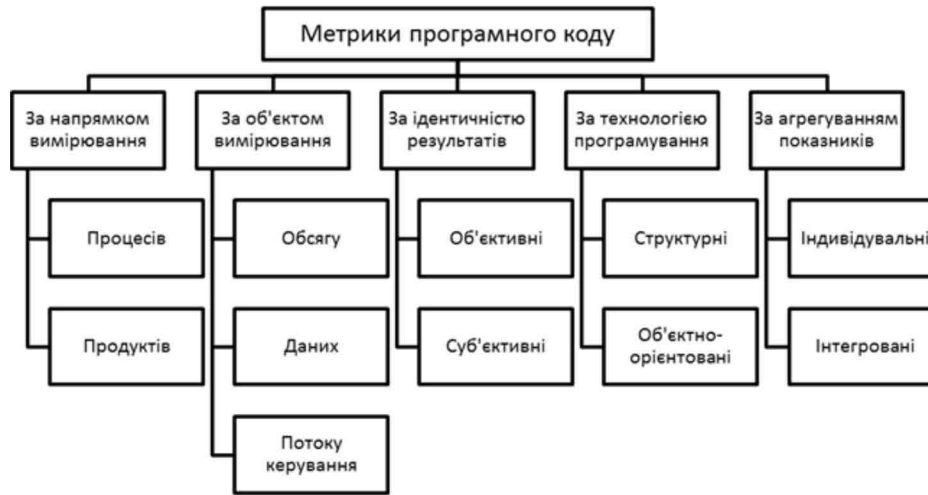 Метрики програмного коду
За напрямком
вимірювання
За об'єктом
вимірювання
За ідентичністю
результатів
За технологією
програмування
За агрегуванням
показників
Процесів
Обсягу
Об'єктивні
Структурні
Індивідувальні
Продуктів
Даних
Суб'єктивні
Об'єктно-
орієнтовані
Інтегровані
Потоку
керування